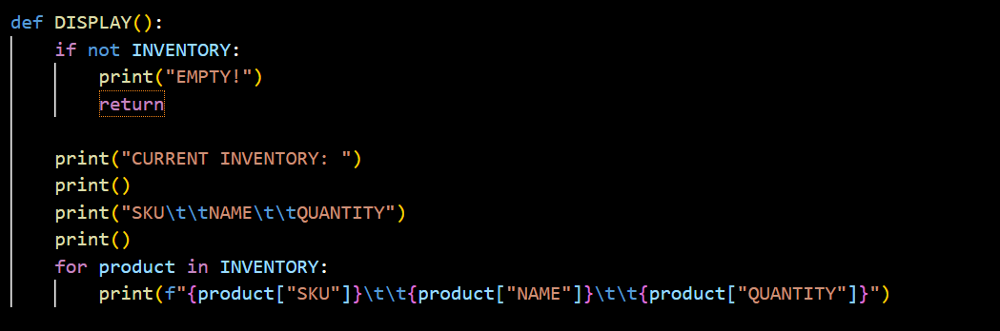 def DISPLAY():
    if not INVENTORY:
        print("EMPTY!")
        return
    print("CURRENT INVENTORY: ")
    print()
    print("SKU\t\tNAME\t\tQUANTITY")
    print()
    for product in INVENTORY:
        print(f"{product["SKU"]}\t\t{product["NAME"]}\t\t{product["QUANTITY"]}")